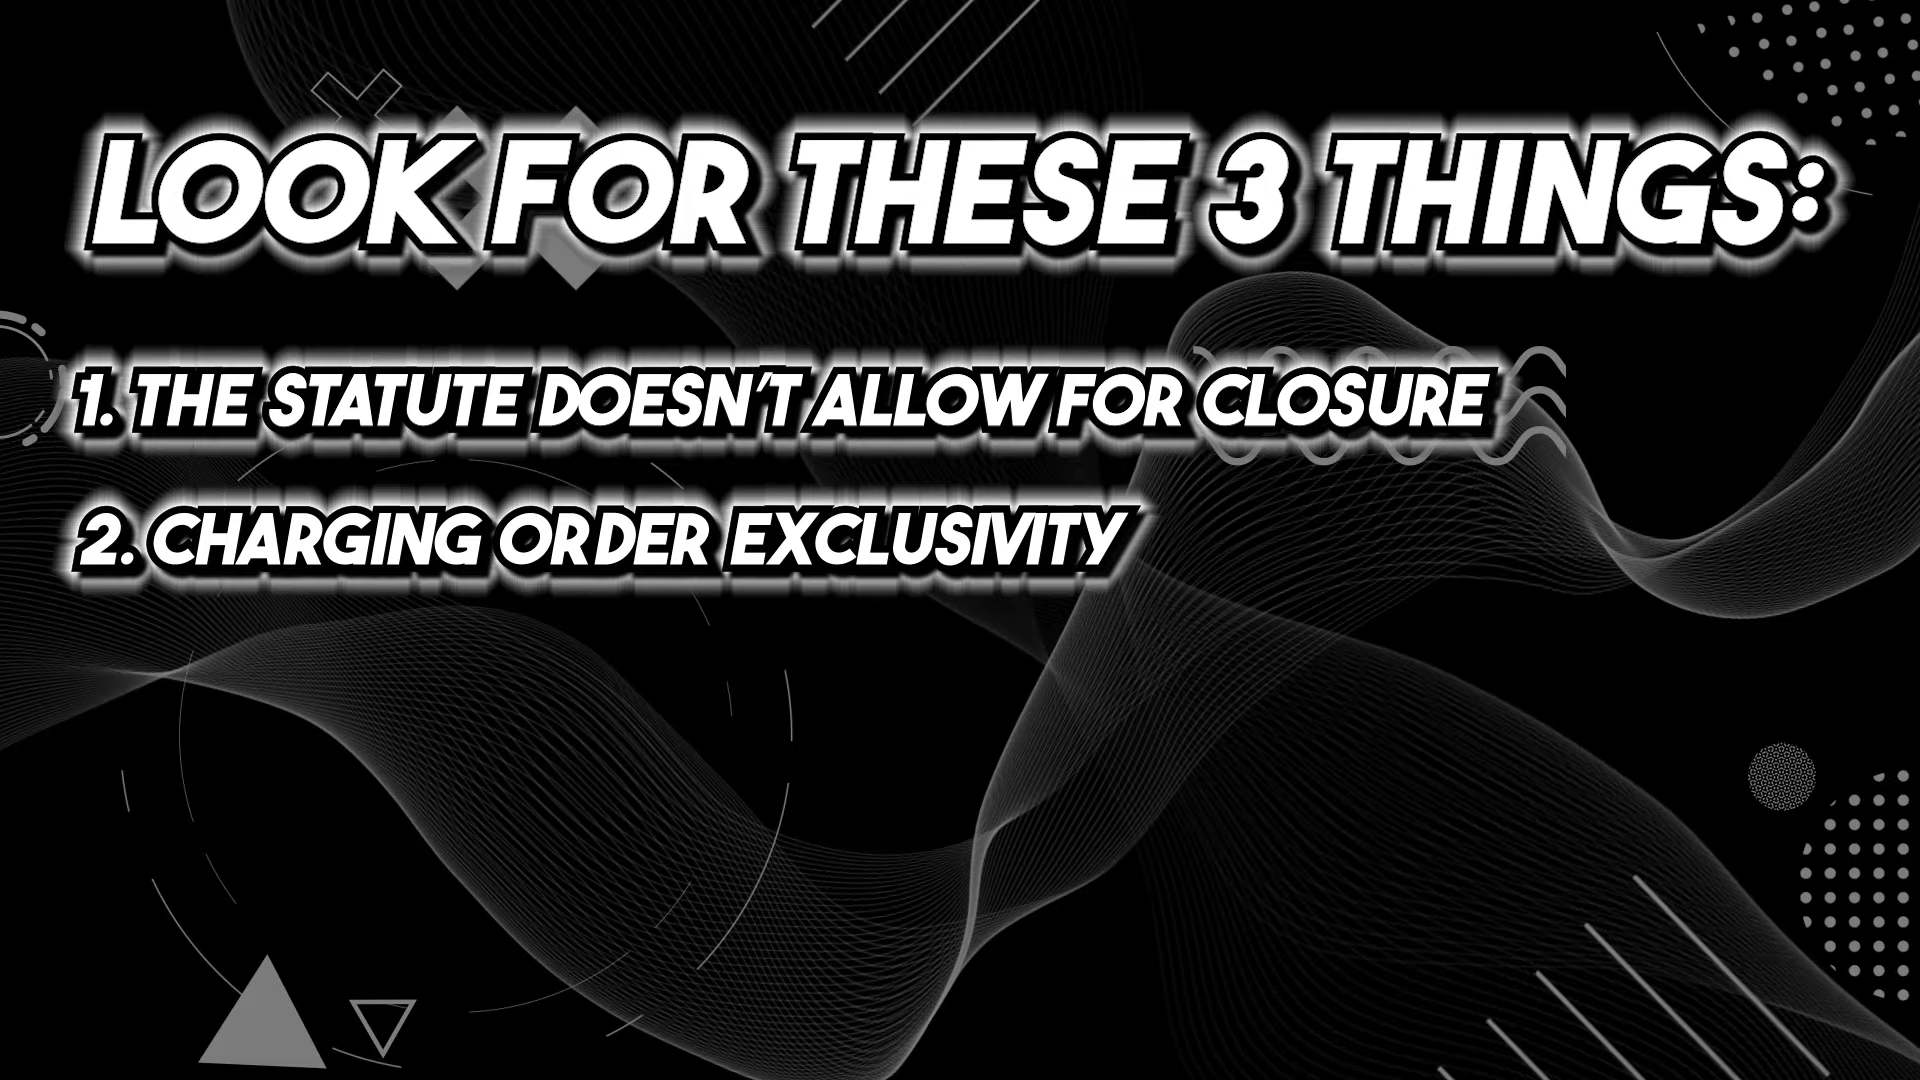 LOOK FOR THESE 3 THINGS:
1. THE STATUTE DOESN'T ALLOW FOR CLOSURE
2. CHARGING ORDER EXCLUSIVITY